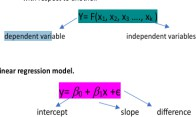 with respect to another.
Y= F(x₁, x₂, x₃ ...., xₖ )
dependent variable independent variables
linear regression model.
y= β₀ + β₁x +ϵ
intercept slope difference